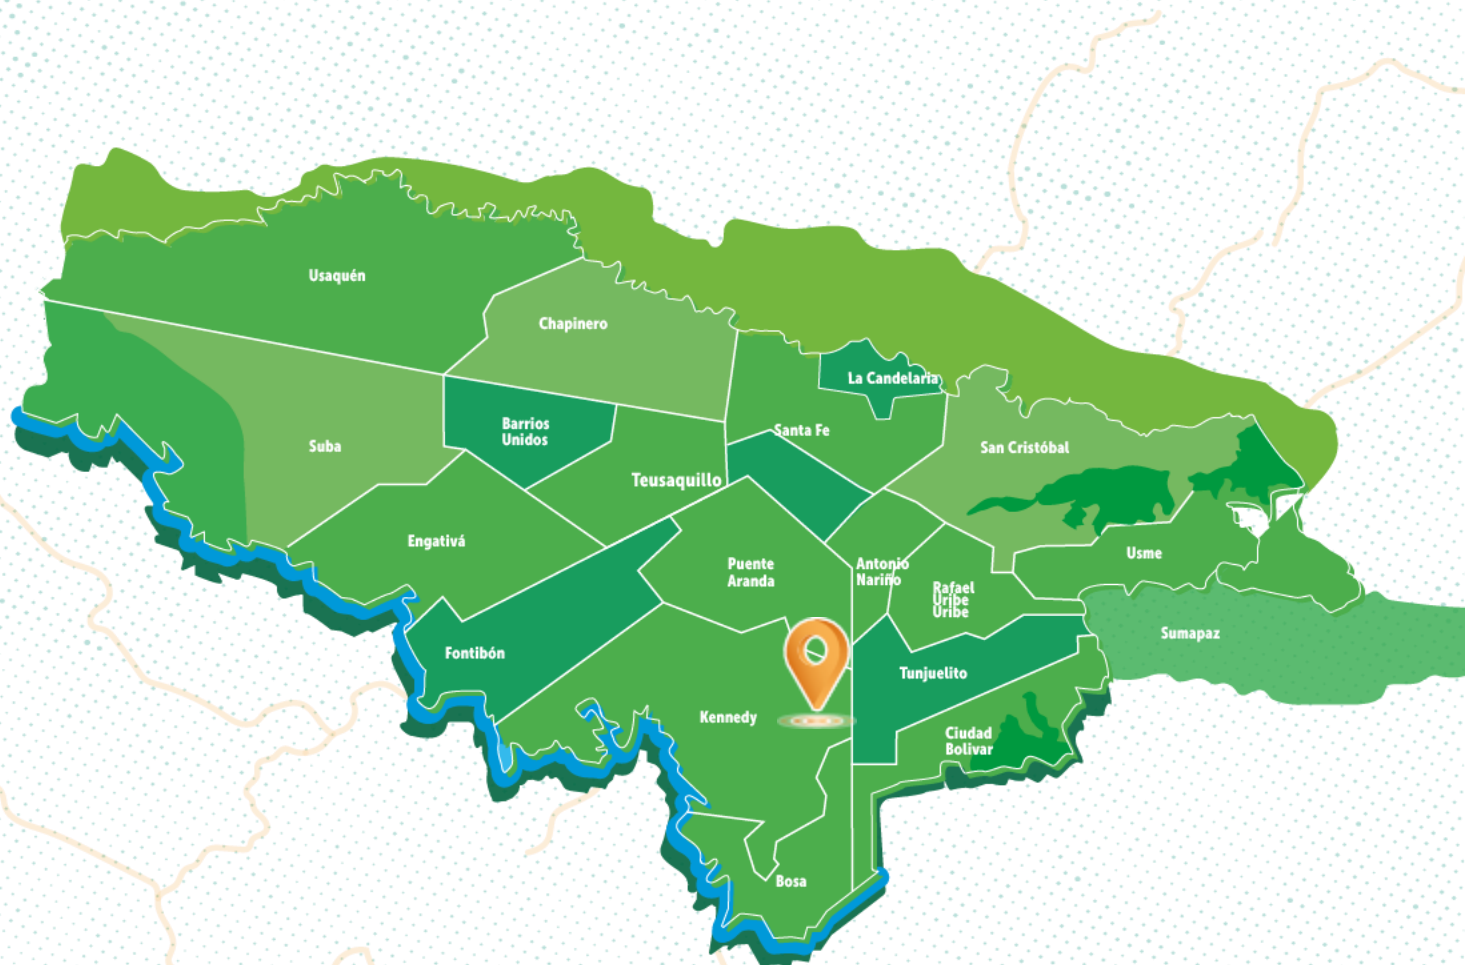 Usaquén
Chapinero
La Candelaria
Barrios
Unidos
Santa Fe
Suba
San Cristóbal
Teusaquillo
Engativá
Usme
Puente
Aranda
Antonio
Nariño
Rafael
Uribe
Uribe
Sumapaz
Fontibón
Tunjuelito
Kennedy
Ciudad
Bolivar
Bosa